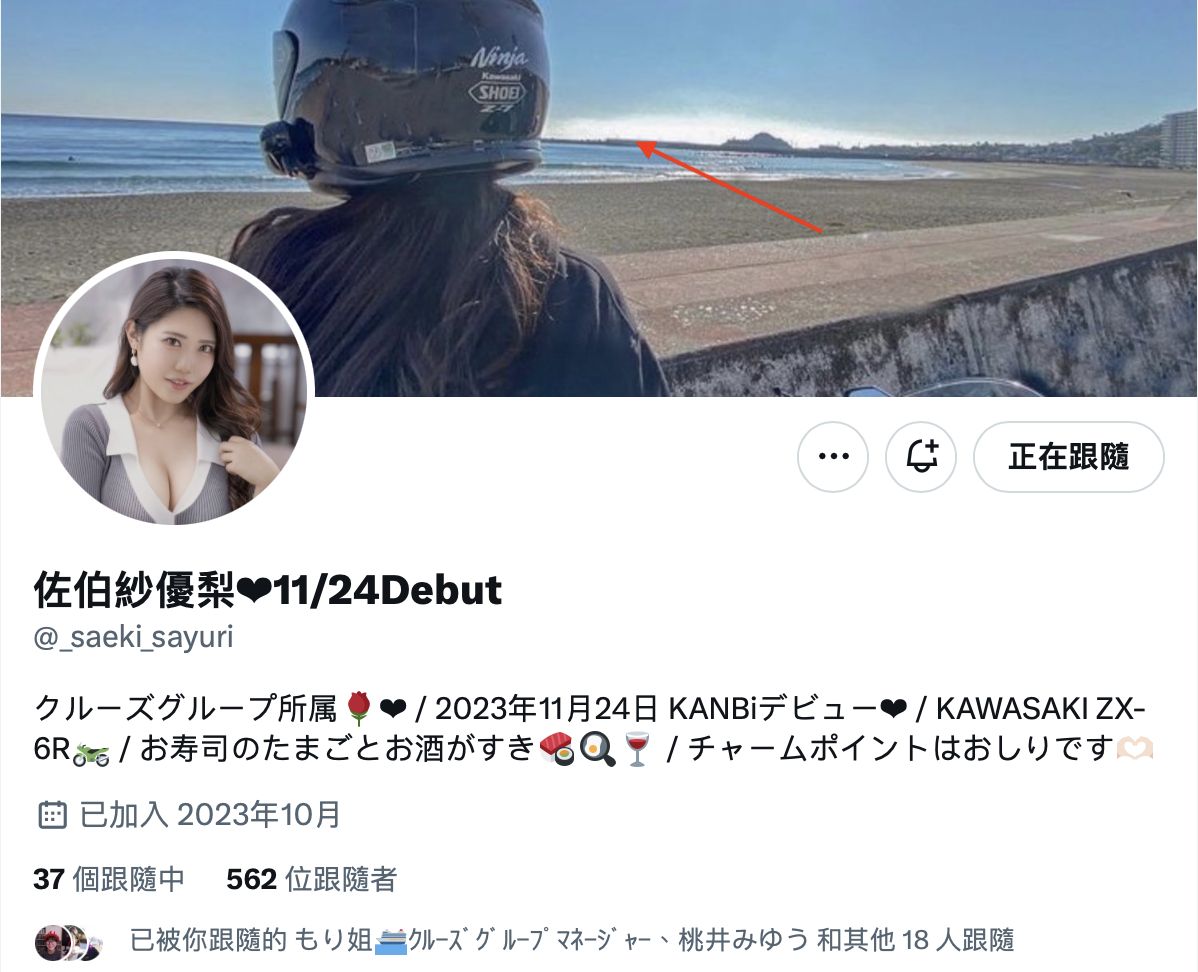 Ninja
Kawasaki
SHOEI
Z-7
正在跟隨
佐伯紗優梨❤11/24Debut
@_saeki_sayuri
クルーズグループ所属🌹❤ / 2023年11月24日 KANBiデビュー❤ / KAWASAKI ZX-
6R🏍 / お寿司のたまごとお酒がすき🍣🍳🍷 / チャームポイントはおしりです🫶🏻
已加入 2023年10月
37 個跟隨中 562 位跟隨者
已被你跟隨的 もり姐🛳ｸﾙｰｽﾞｸﾞﾙｰﾌﾟﾏﾈｰｼﾞｬｰ、桃井みゆう 和其他 18 人跟隨